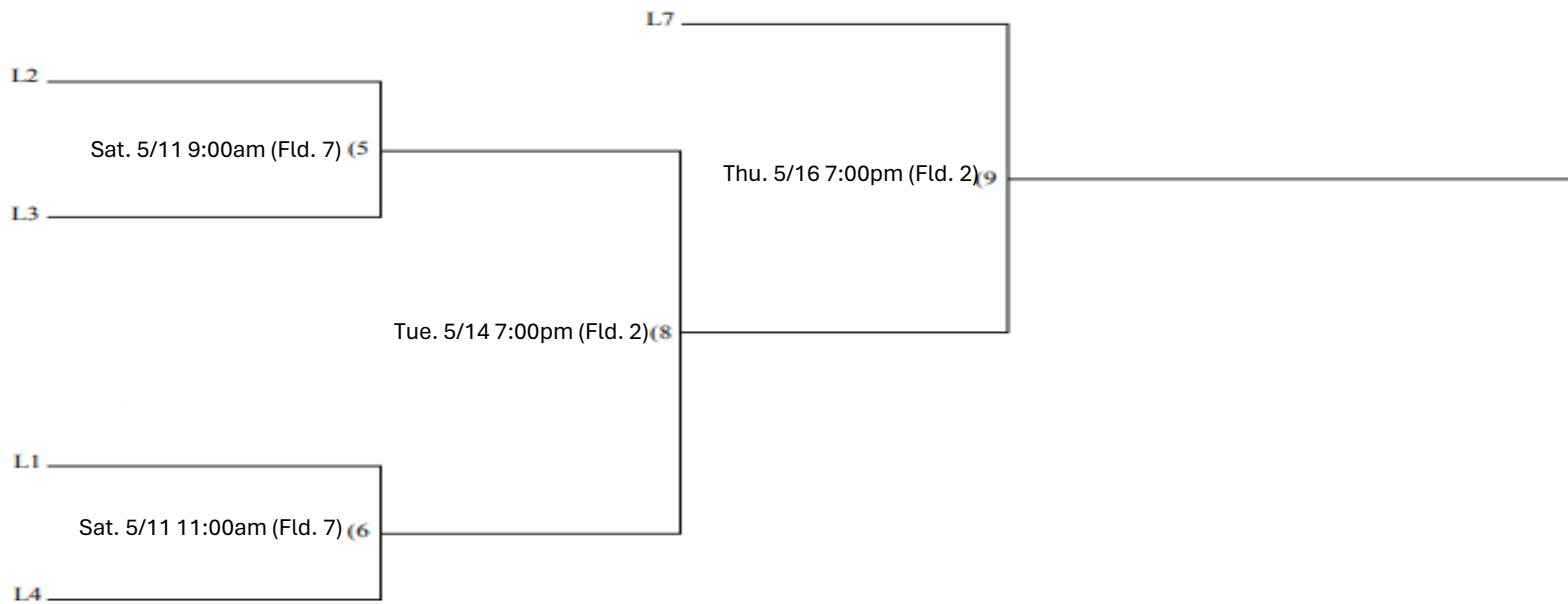 L7
L2
Sat. 5/11 9:00am (Fld. 7) (5
Thu. 5/16 7:00pm (Fld. 2) (9
L3
Tue. 5/14 7:00pm (Fld. 2) (8
L1
Sat. 5/11 11:00am (Fld. 7) (6
L4